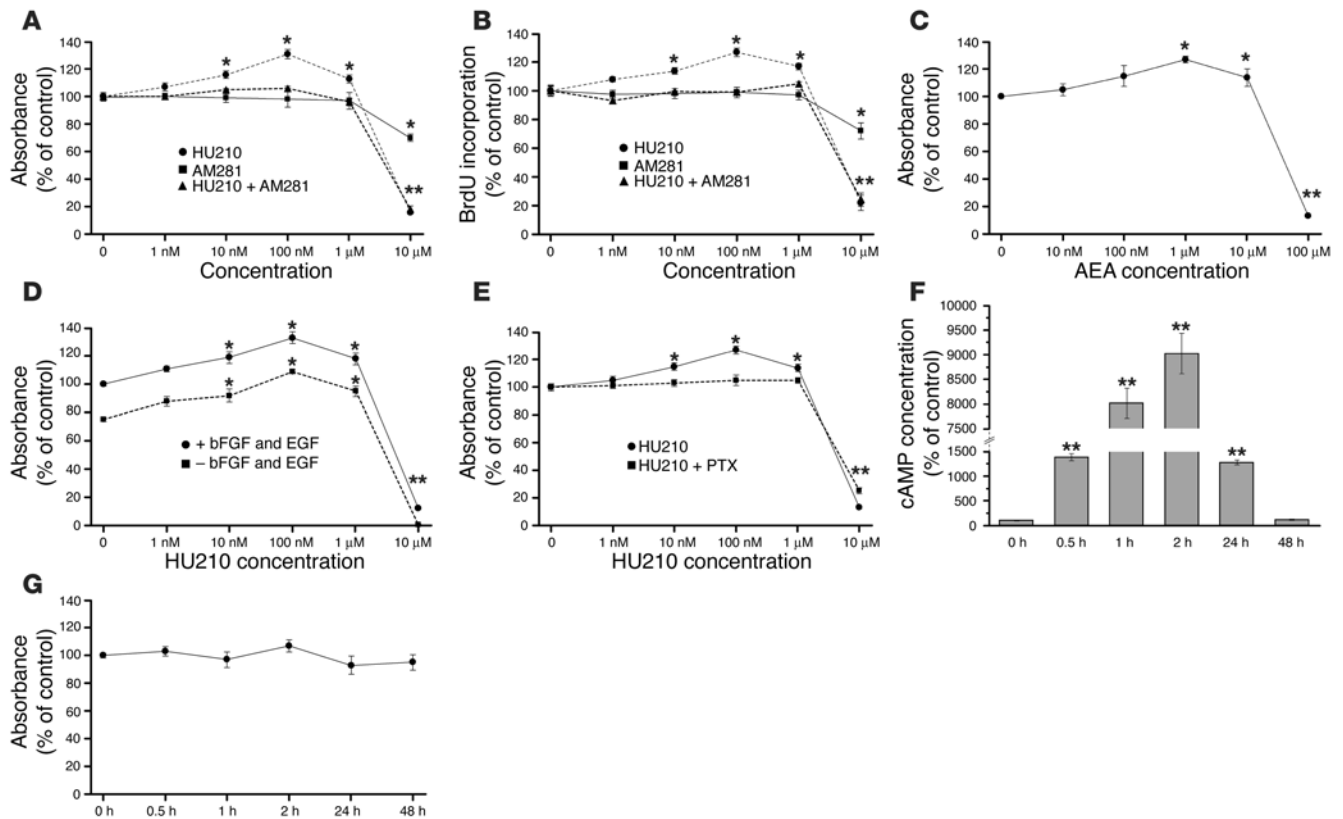 A
Absorbance
(% of control)
140
120
100
80
60
40
20
0
* * * * **
HU210
AM281
HU210 + AM281
0 1 nM 10 nM 100 nM 1 μM 10 μM
Concentration
B
BrdU incorporation
(% of control)
140
120
100
80
60
40
20
0
* * * * **
HU210
AM281
HU210 + AM281
0 1 nM 10 nM 100 nM 1 μM 10 μM
Concentration
C
Absorbance
(% of control)
140
120
100
80
60
40
20
0
* * **
0 10 nM 100 nM 1 μM 10 μM 100 μM
AEA concentration
D
Absorbance
(% of control)
140
120
100
80
60
40
20
0
* * *
* * *
**
+ bFGF and EGF
– bFGF and EGF
0 1 nM 10 nM 100 nM 1 μM 10 μM
HU210 concentration
E
Absorbance
(% of control)
140
120
100
80
60
40
20
0
* * * **
HU210
HU210 + PTX
0 1 nM 10 nM 100 nM 1 μM 10 μM
HU210 concentration
F
cAMP concentration
(% of control)
10000
9500
9000
8500
8000
7500
1500
1000
500
0
** ** ** **
0 h 0.5 h 1 h 2 h 24 h 48 h
G
Absorbance
(% of control)
140
120
100
80
60
40
20
0
0 h 0.5 h 1 h 2 h 24 h 48 h